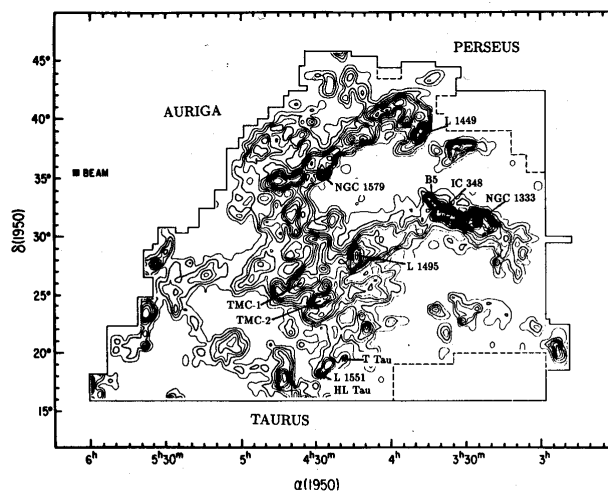 PERSEUS
AURIGA
L 1449
BEAM
NGC 1579
B5
IC 348
NGC 1333
L 1495
TMC-1
TMC-2
T Tau
L 1551
HL Tau
TAURUS
45°
40°
35°
30°
25°
20°
15°
δ(1950)
6h
5h30m
5h
4h30m
4h
3h30m
3h
α(1950)